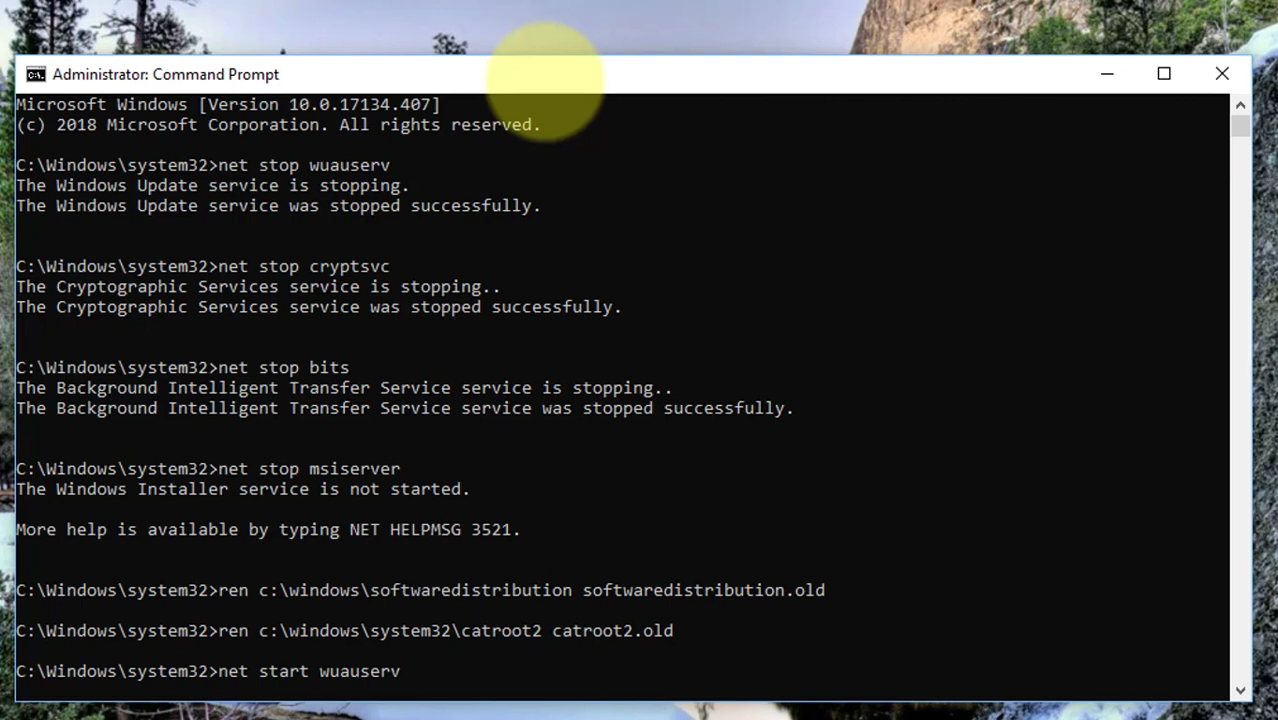 Administrator: Command Prompt
Microsoft Windows [Version 10.0.17134.407]
(c) 2018 Microsoft Corporation. All rights reserved.
C:\Windows\system32>net stop wuauserv
The Windows Update service is stopping.
The Windows Update service was stopped successfully.
C:\Windows\system32>net stop cryptsvc
The Cryptographic Services service is stopping..
The Cryptographic Services service was stopped successfully.
C:\Windows\system32>net stop bits
The Background Intelligent Transfer Service service is stopping..
The Background Intelligent Transfer Service service was stopped successfully.
C:\Windows\system32>net stop msiserver
The Windows Installer service is not started.
More help is available by typing NET HELPMSG 3521.
C:\Windows\system32>ren c:\windows\softwaredistribution softwaredistribution.old
C:\Windows\system32>ren c:\windows\system32\catroot2 catroot2.old
C:\Windows\system32>net start wuauserv